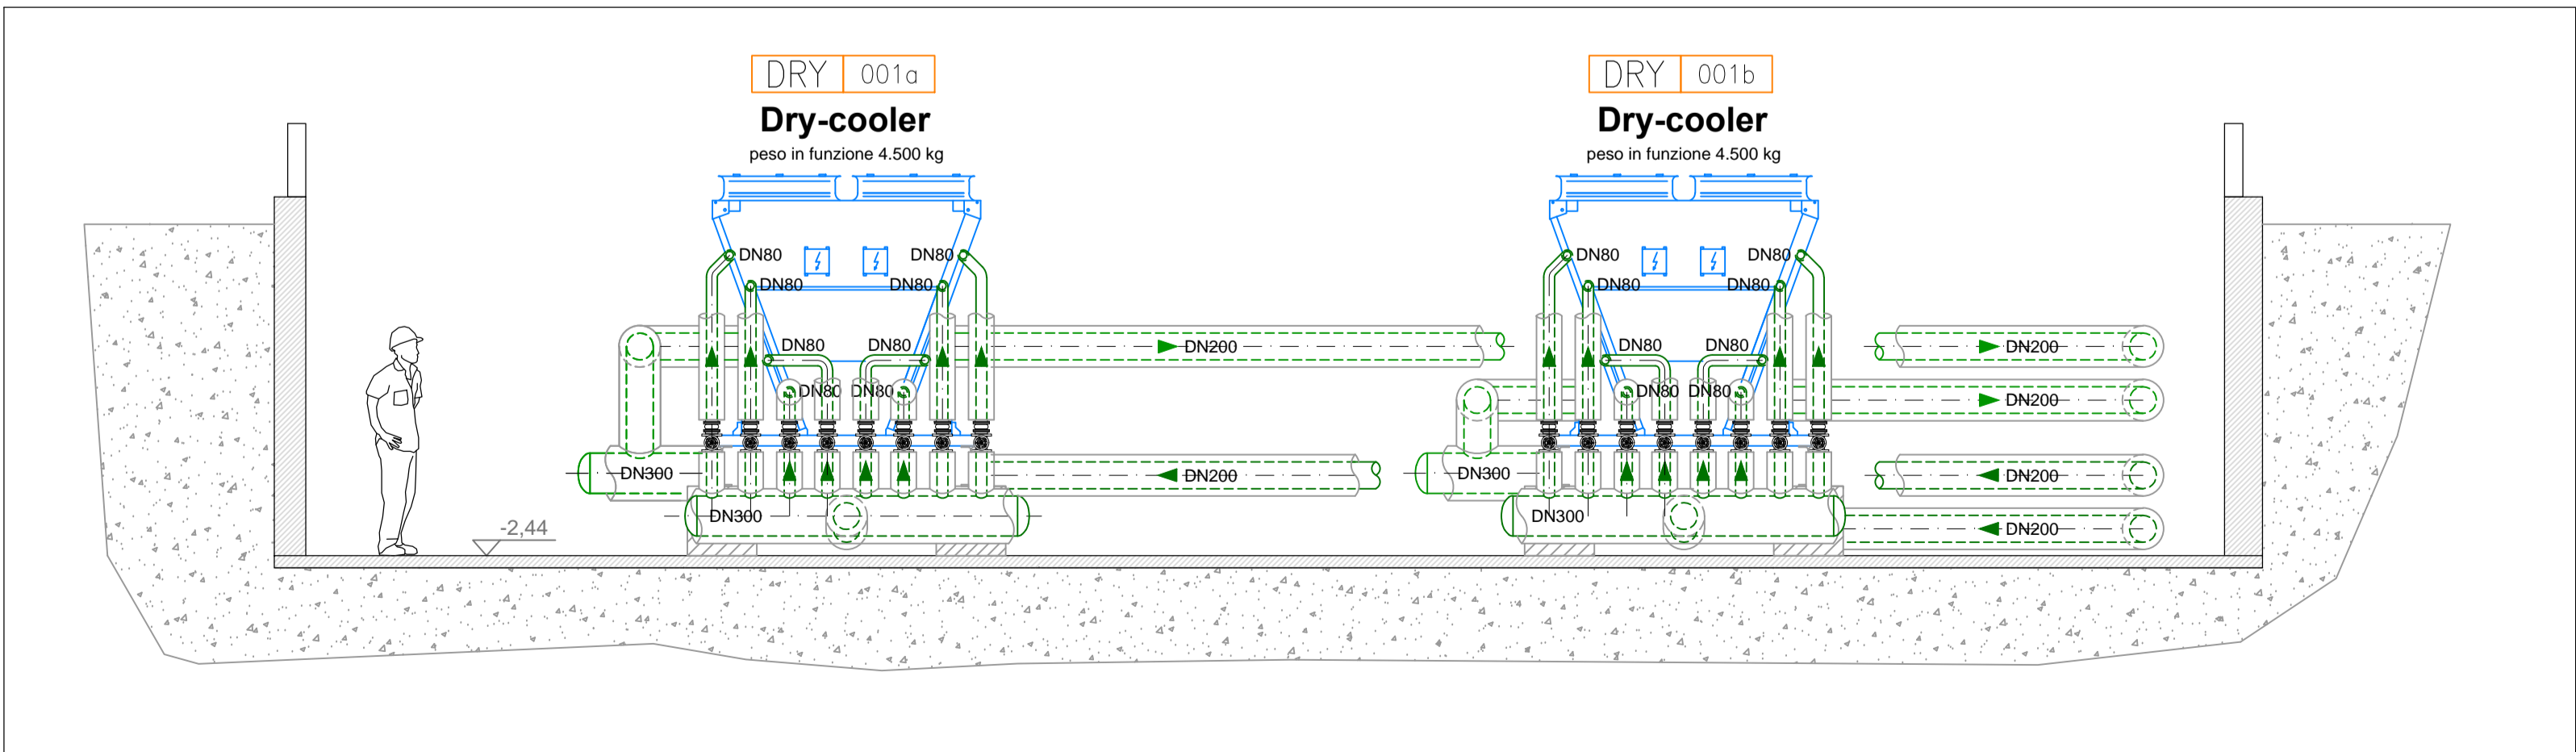 DRY 001a
Dry-cooler
peso in funzione 4.500 kg
DRY 001b
Dry-cooler
peso in funzione 4.500 kg
DN80 DN80 DN80 DN80
DN80 DN80 DN80 DN80
DN80 DN80 DN200 DN80 DN80 DN200
DN80 DN80 DN80 DN80 DN200
DN300 DN200 DN300 DN200
DN300 DN300
-2,44 DN200